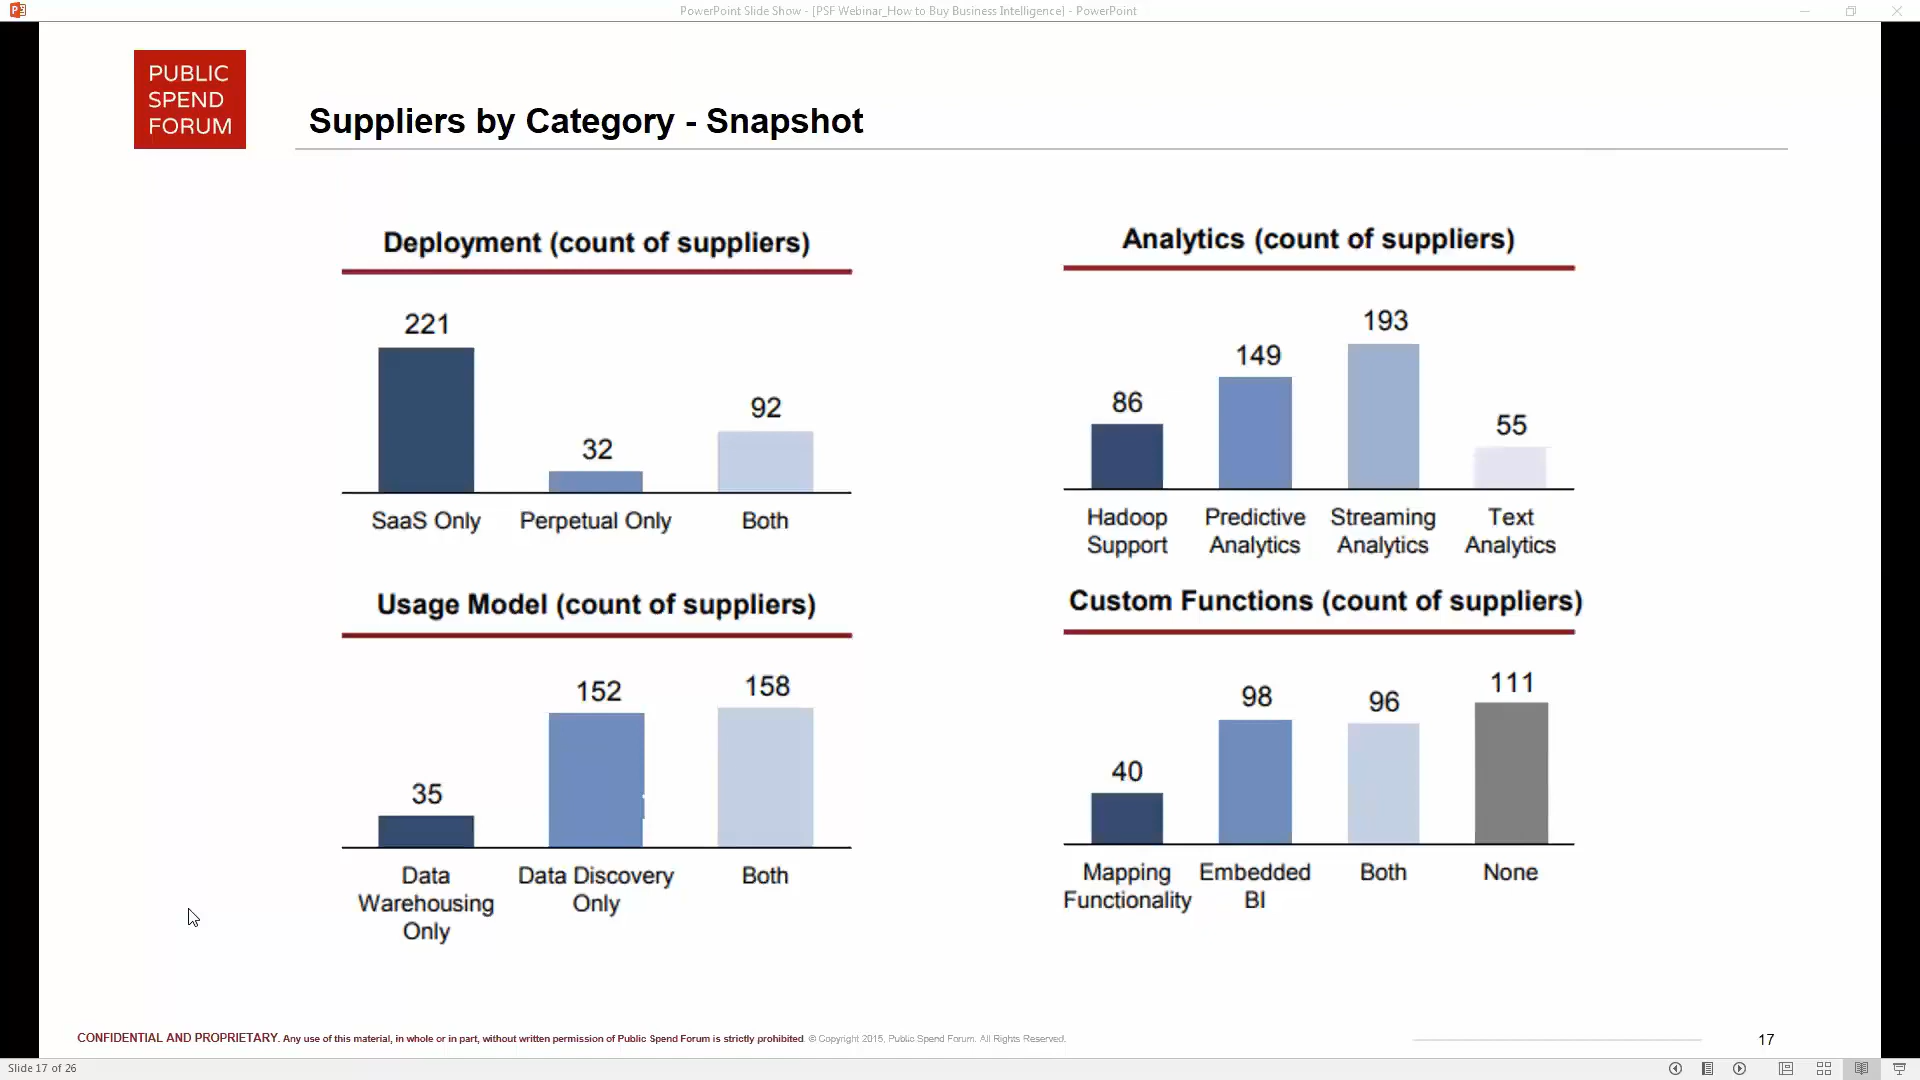 PowerPoint Slide Show - [PSF Webinar_How to Buy Business Intelligence] - PowerPoint
PUBLIC
SPEND
FORUM
Suppliers by Category - Snapshot
Deployment (count of suppliers)
221
32
92
SaaS Only
Perpetual Only
Both
Analytics (count of suppliers)
86
149
193
55
Hadoop
Support
Predictive
Analytics
Streaming
Analytics
Text
Analytics
Usage Model (count of suppliers)
35
152
158
Data
Warehousing
Only
Data Discovery
Only
Both
Custom Functions (count of suppliers)
40
98
96
111
Mapping
Functionality
Embedded
BI
Both
None
CONFIDENTIAL AND PROPRIETARY. Any use of this material, in whole or in part, without written permission of Public Spend Forum is strictly prohibited. © Copyright 2015, Public Spend Forum. All Rights Reserved.
17
Slide 17 of 26